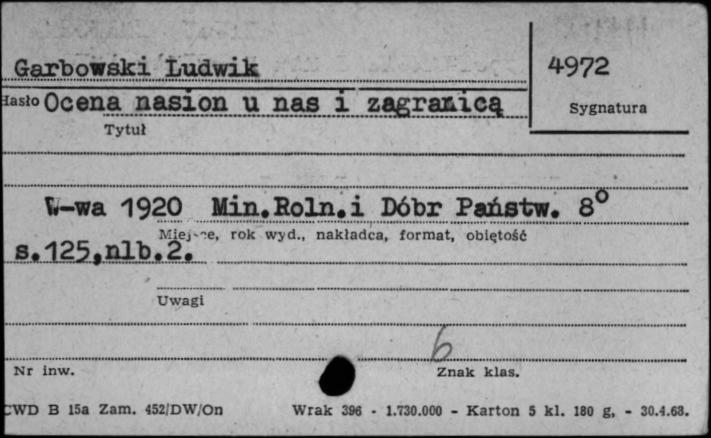 Garbowski Ludwik
4972
Hasło Ocena nasion u nas i zagranicą
Sygnatura
Tytuł
W-wa 1920 Min.Roln.i Dóbr Państw. 8°
Miejsce, rok wyd., nakładca, format, objętość
s.125,nlb.2.
Uwagi
6
Nr inw.
Znak klas.
CWD B 15a Zam. 452/DW/On Wrak 396 - 1.730.000 - Karton 5 kl. 180 g, - 30.4.68.